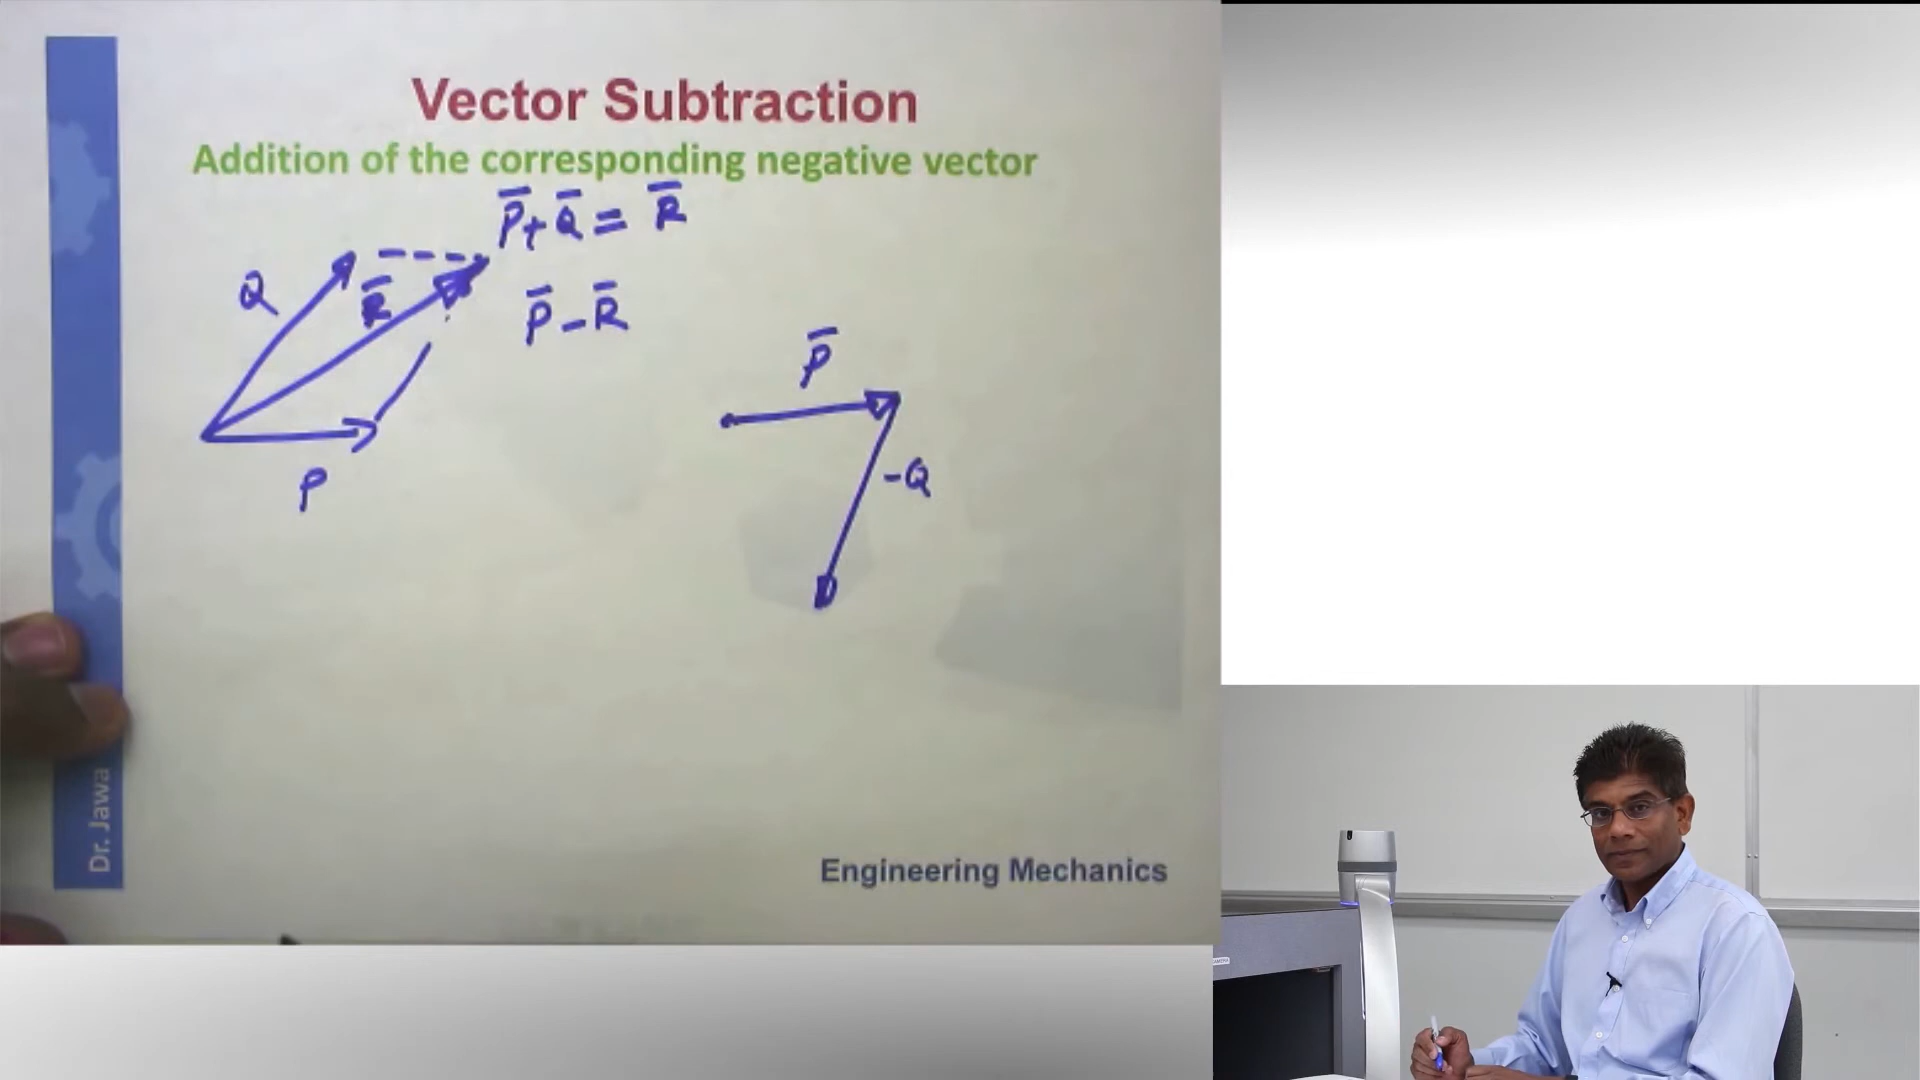 Vector Subtraction
Addition of the corresponding negative vector
P̅ + Q̅ = R̅
Q
R̅
P̅ - R̅
P̅
P
-Q
Dr. Jawa
Engineering Mechanics